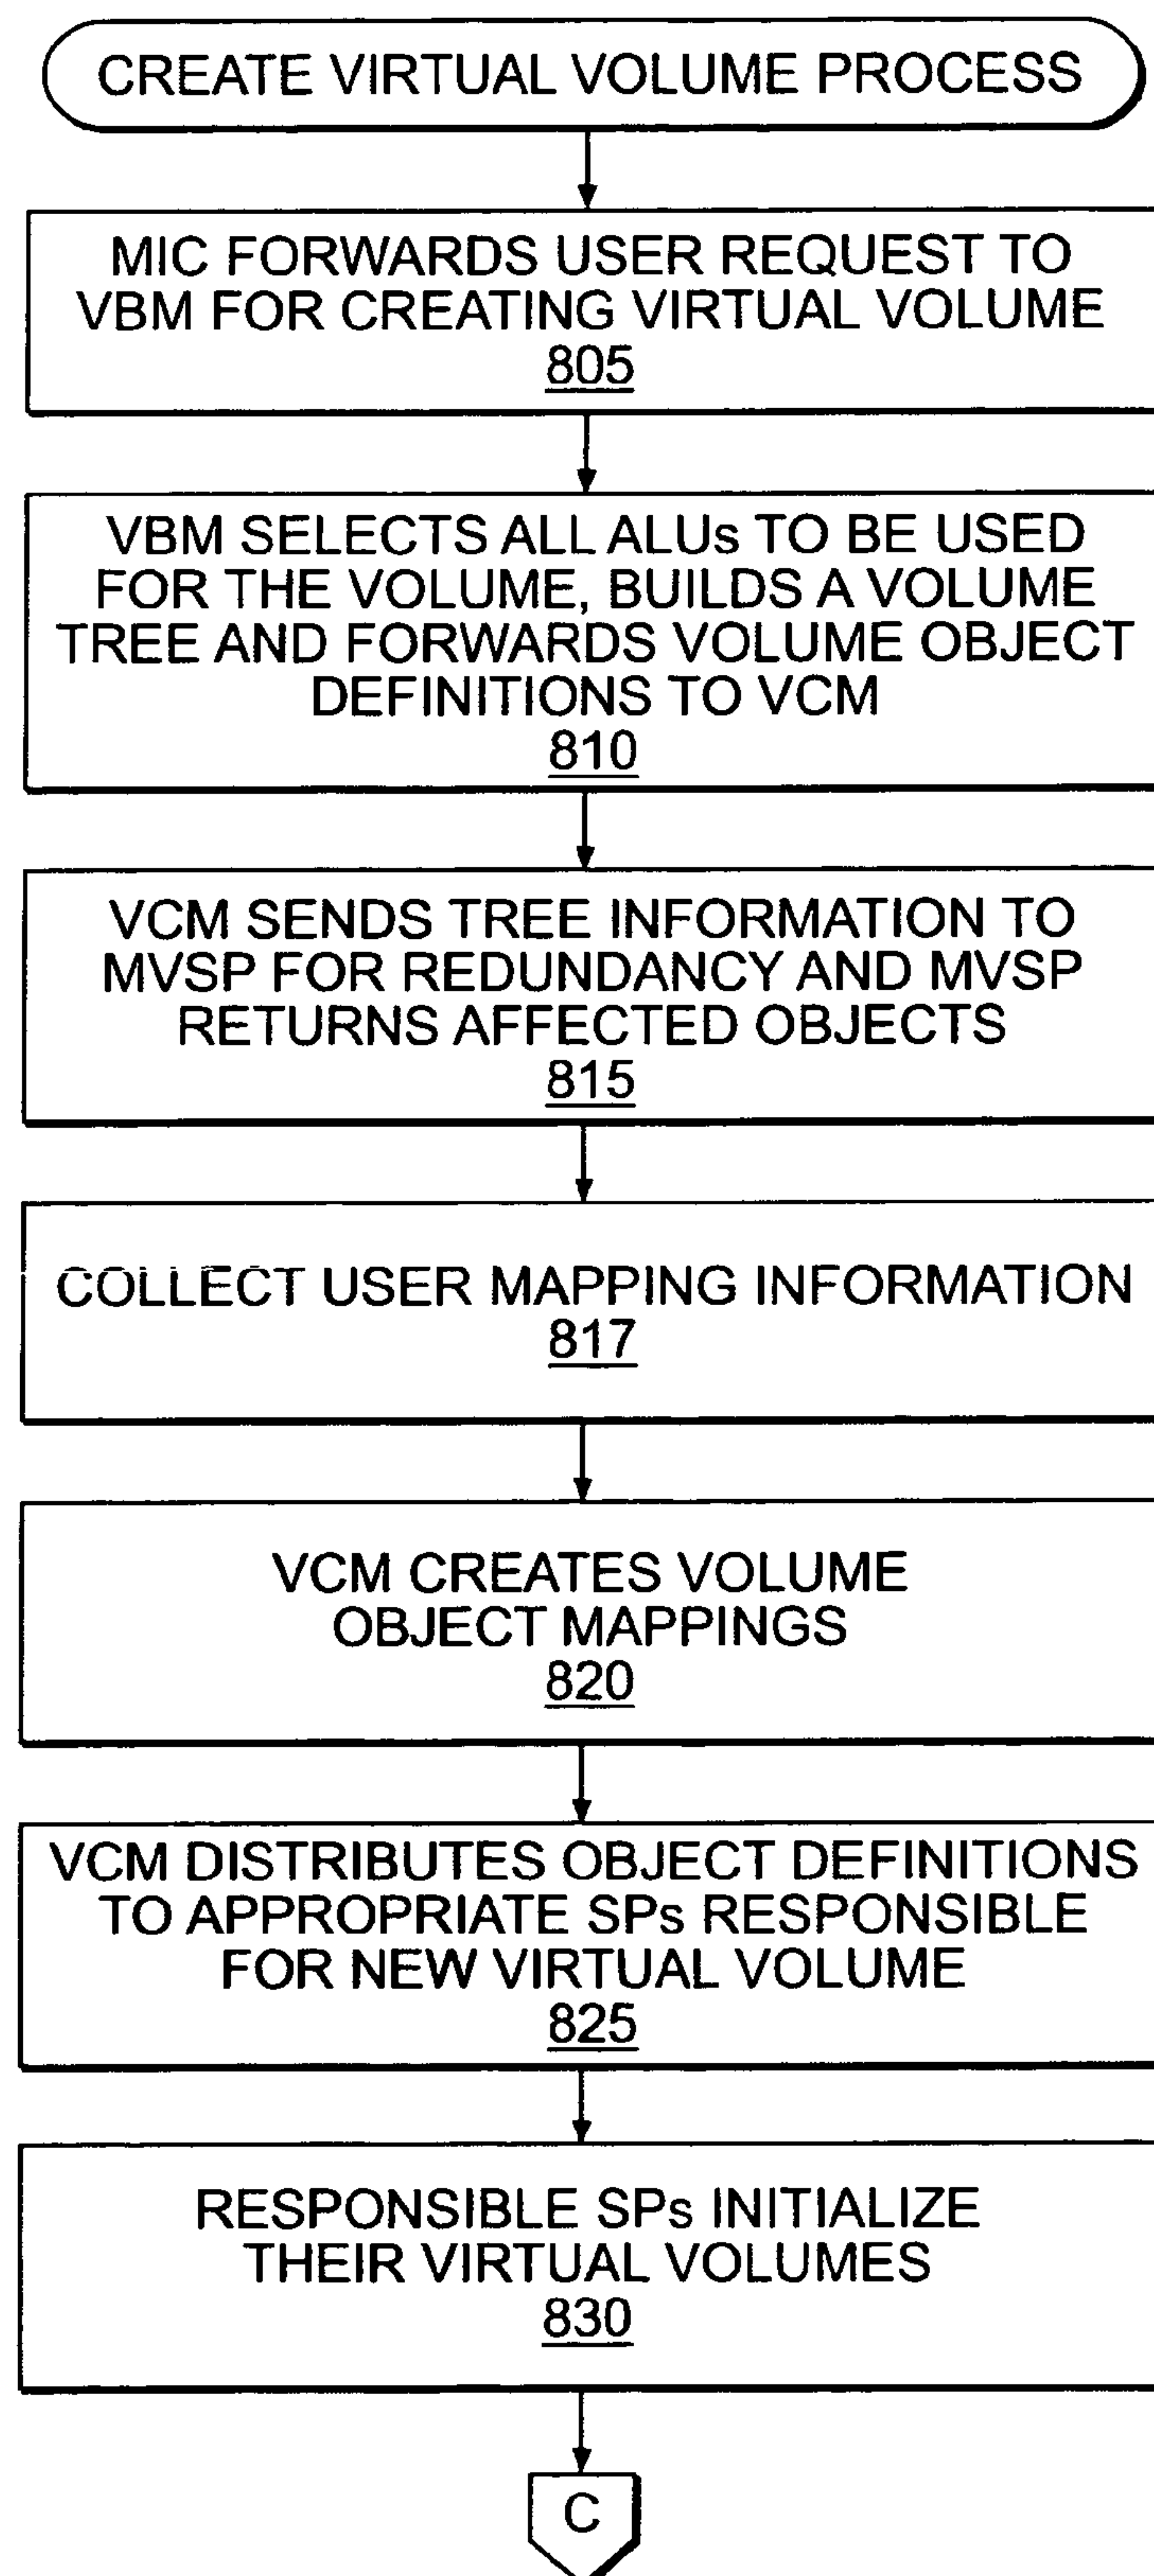 CREATE VIRTUAL VOLUME PROCESS
MIC FORWARDS USER REQUEST TO
VBM FOR CREATING VIRTUAL VOLUME
805
VBM SELECTS ALL ALUs TO BE USED
FOR THE VOLUME, BUILDS A VOLUME
TREE AND FORWARDS VOLUME OBJECT
DEFINITIONS TO VCM
810
VCM SENDS TREE INFORMATION TO
MVSP FOR REDUNDANCY AND MVSP
RETURNS AFFECTED OBJECTS
815
COLLECT USER MAPPING INFORMATION
817
VCM CREATES VOLUME
OBJECT MAPPINGS
820
VCM DISTRIBUTES OBJECT DEFINITIONS
TO APPROPRIATE SPs RESPONSIBLE
FOR NEW VIRTUAL VOLUME
825
RESPONSIBLE SPs INITIALIZE
THEIR VIRTUAL VOLUMES
830
C